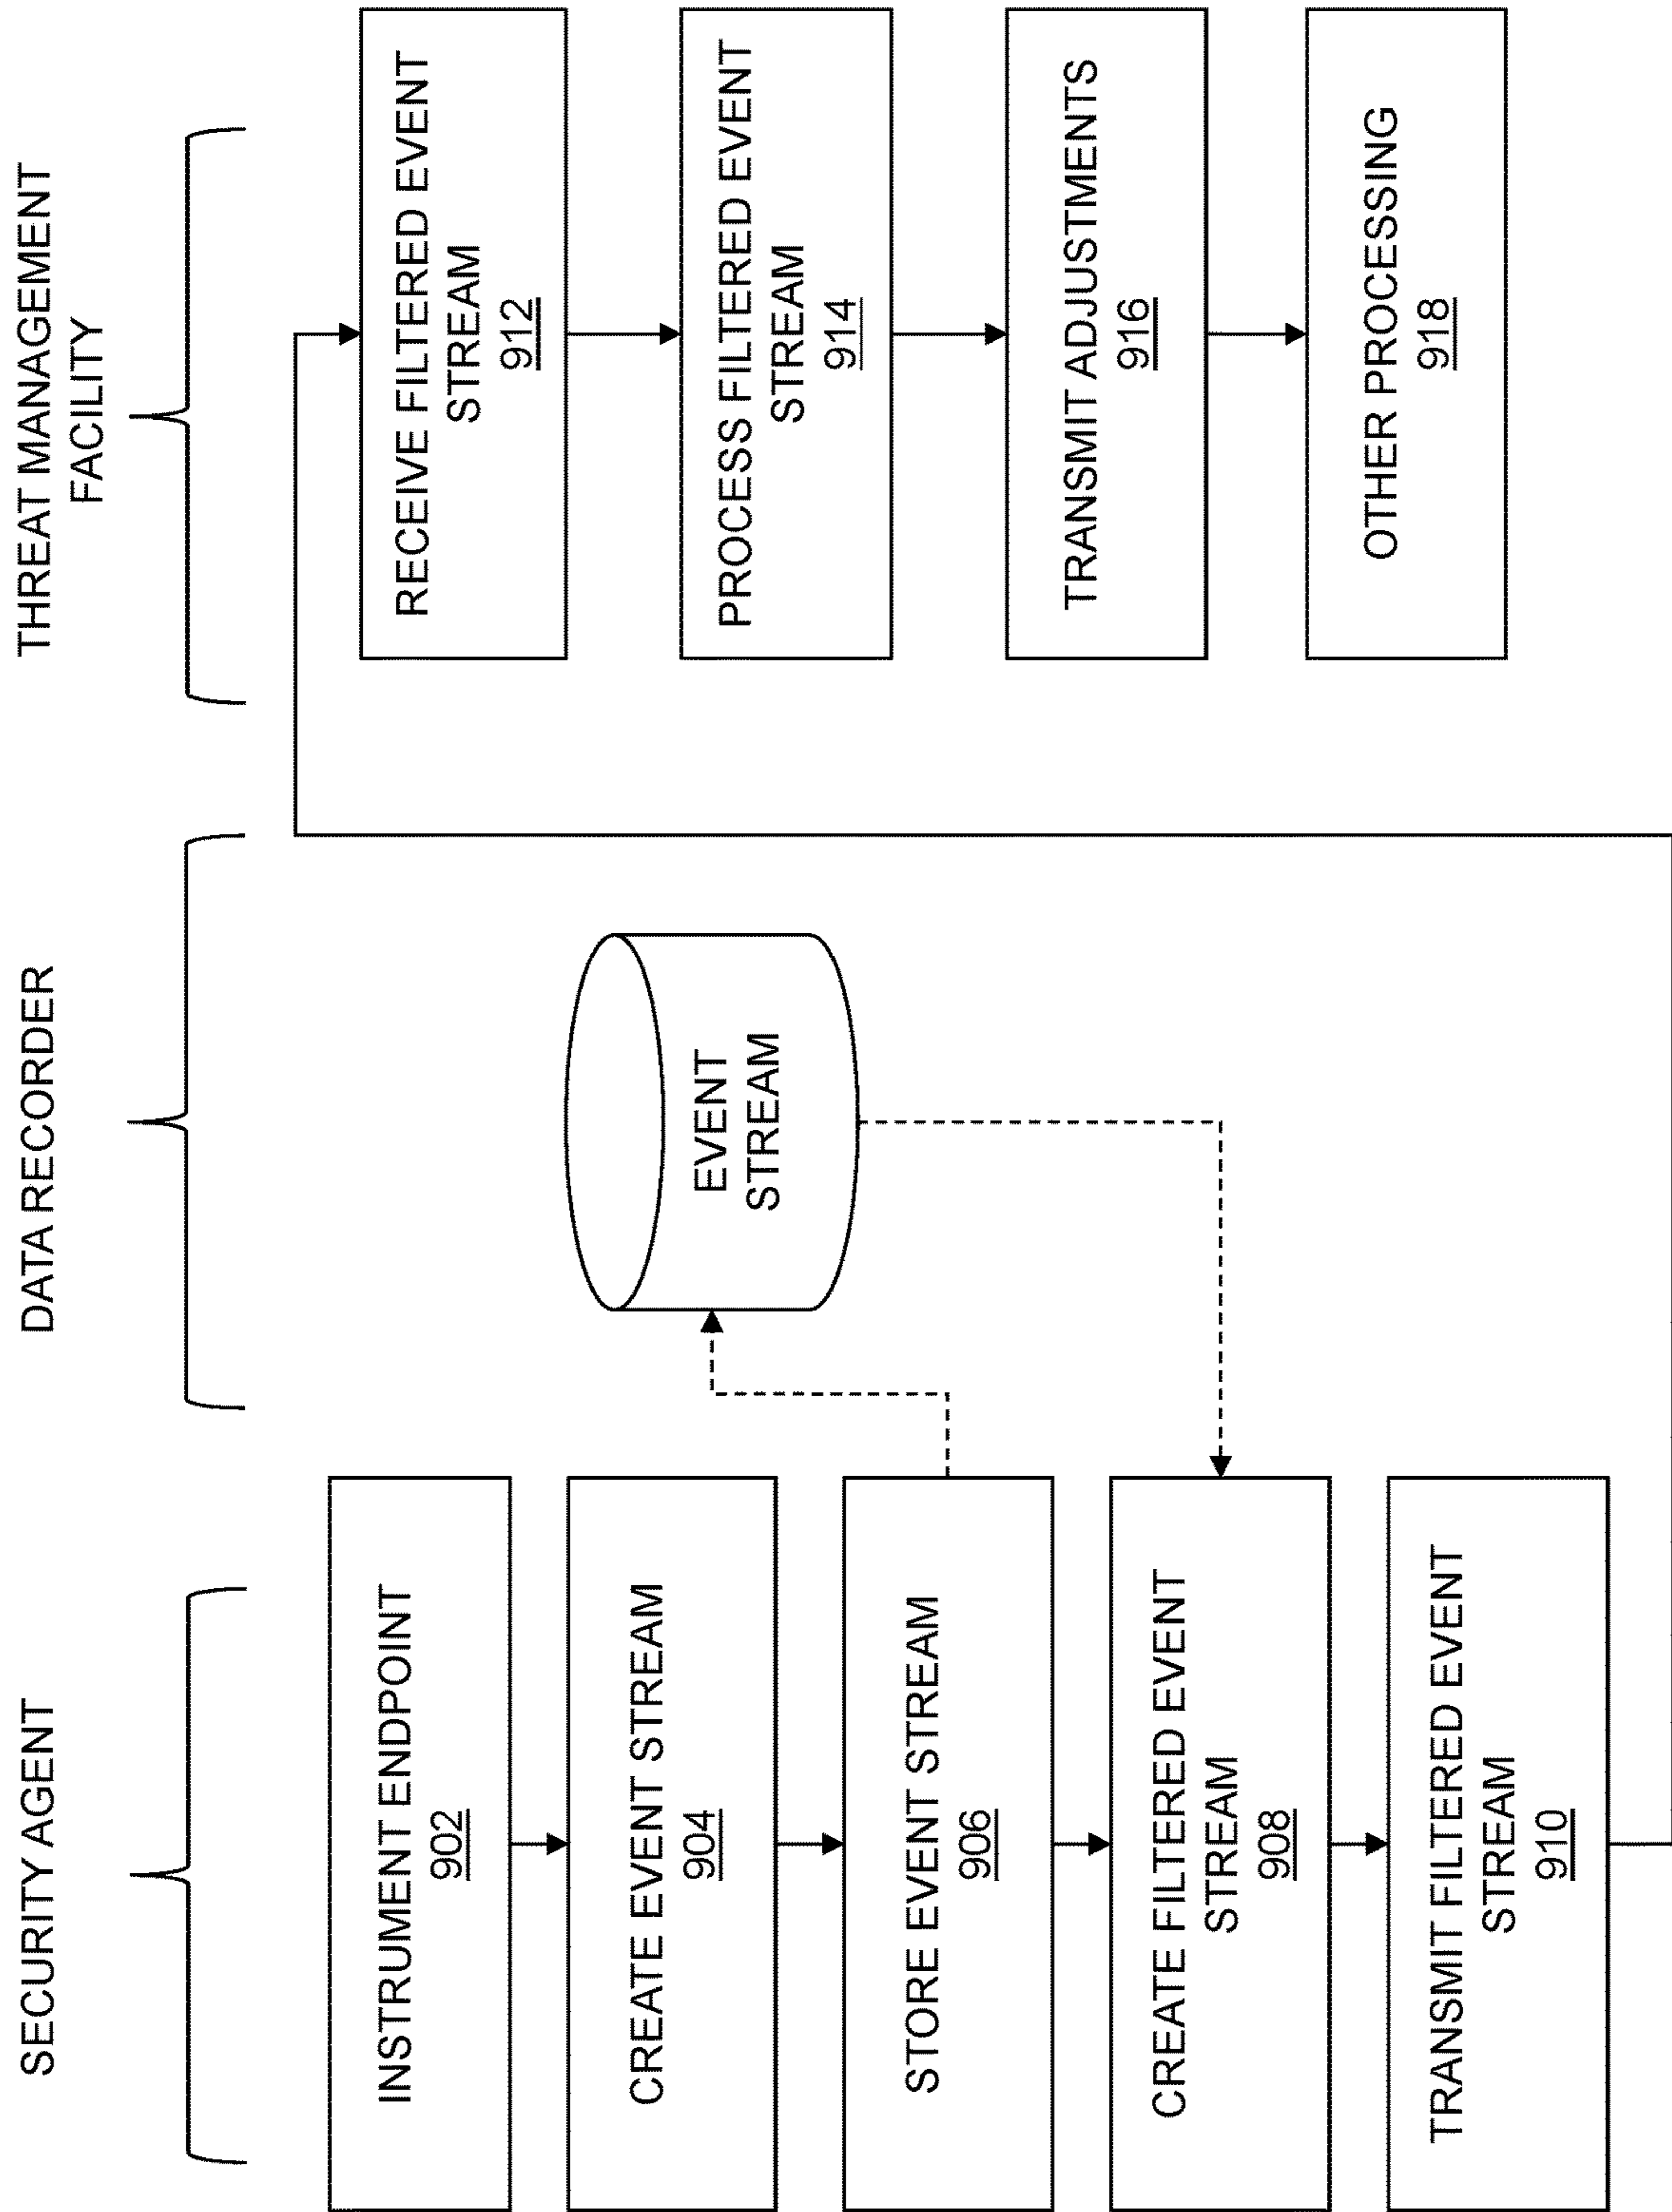 SECURITY AGENT
INSTRUMENT ENDPOINT
902
CREATE EVENT STREAM
904
STORE EVENT STREAM
906
CREATE FILTERED EVENT
STREAM
908
TRANSMIT FILTERED EVENT
STREAM
910
DATA RECORDER
EVENT
STREAM
THREAT MANAGEMENT
FACILITY
RECEIVE FILTERED EVENT
STREAM
912
PROCESS FILTERED EVENT
STREAM
914
TRANSMIT ADJUSTMENTS
916
OTHER PROCESSING
918